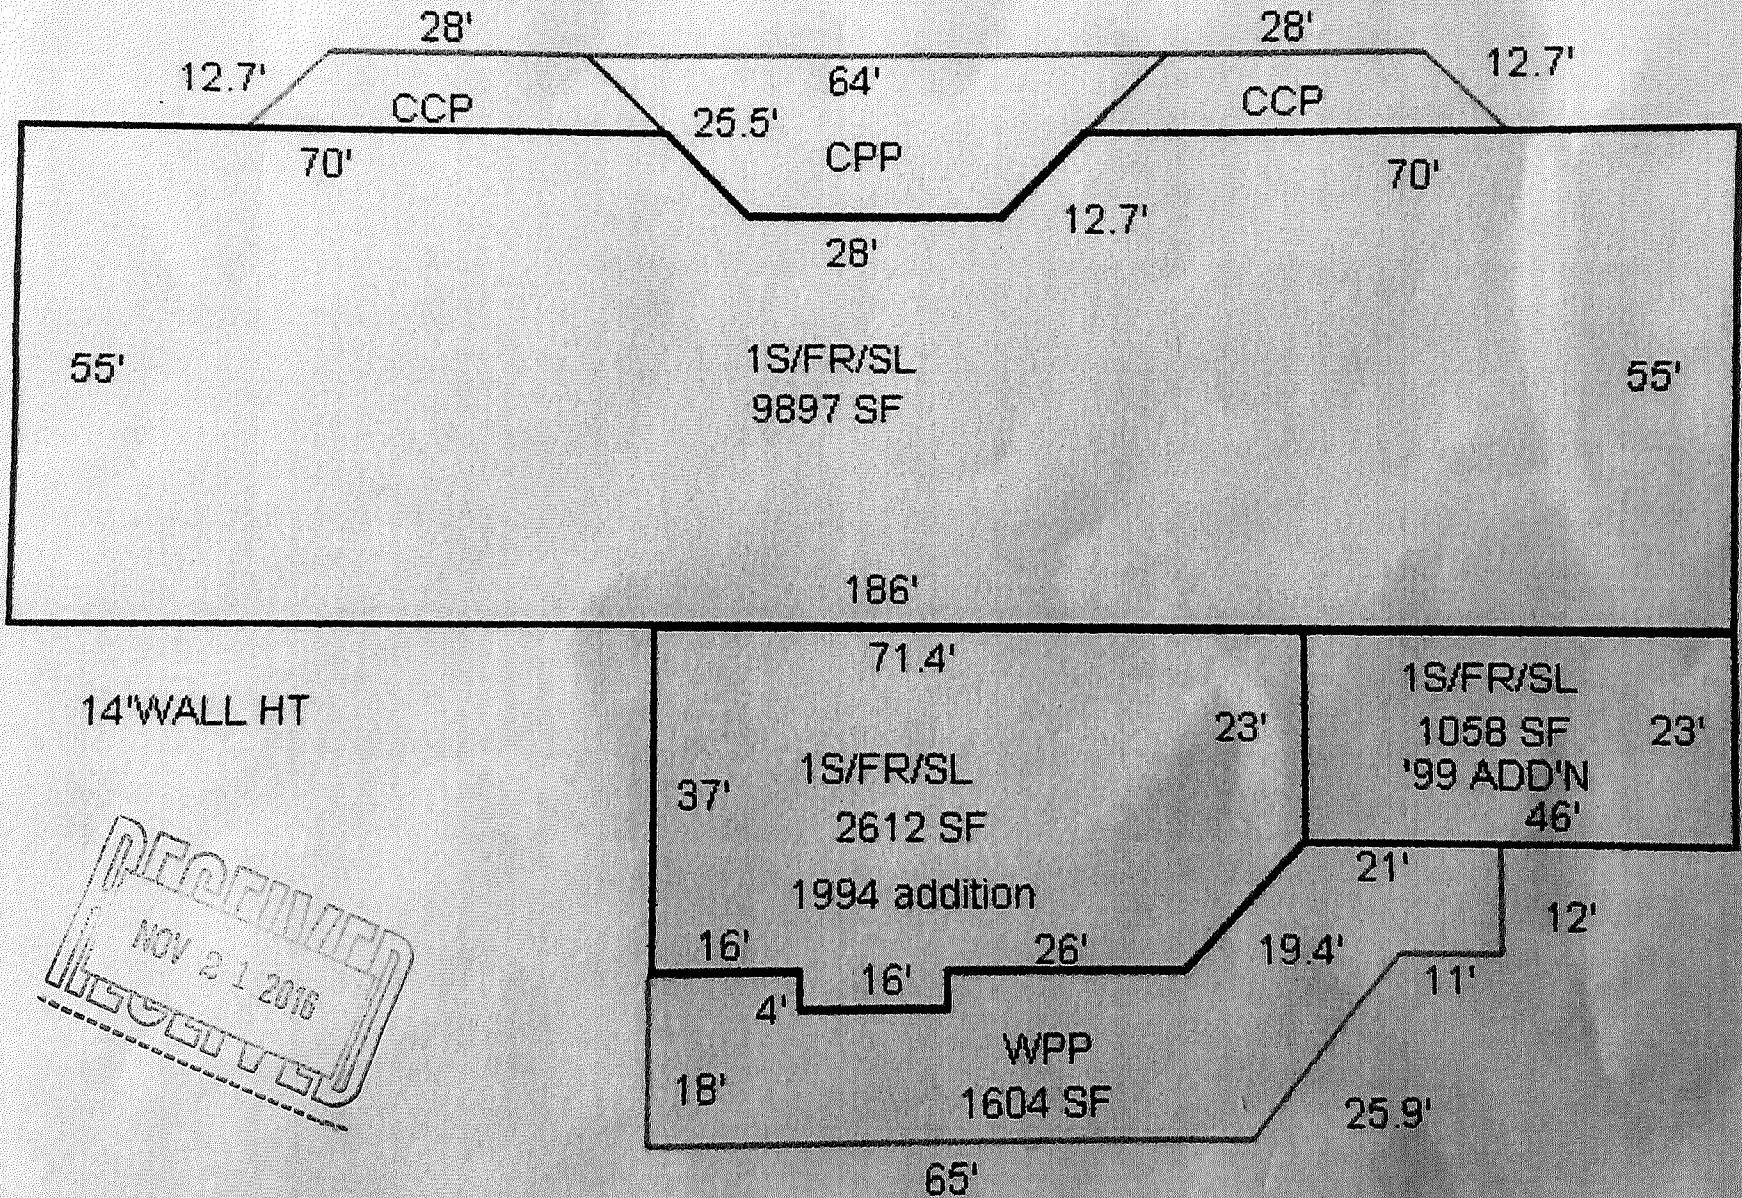 28'
28'
12.7'
12.7'
64'
CCP
CCP
25.5'
CPP
70'
70'
12.7'
28'
55'
1S/FR/SL
55'
9897 SF
186'
71.4'
14'WALL HT
1S/FR/SL
23'
1058 SF
23'
'99 ADD'N
46'
37'
1S/FR/SL
2612 SF
1994 addition
21'
12'
16'
26'
19.4'
16'
11'
4'
WPP
18'
1604 SF
25.9'
65'
RECEIVED
NOV 21 2016
RECEIVED